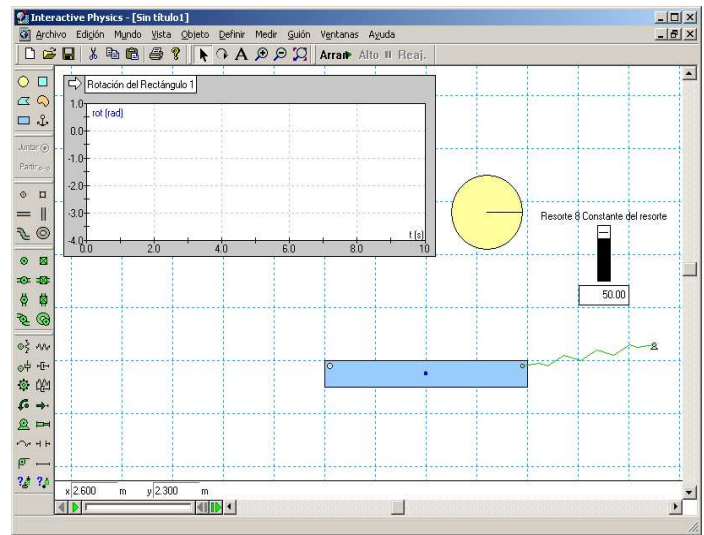 Interactive Physics - [Sin título1]
Archivo Edición Mundo Vista Objeto Definir Medir Guión Ventanas Ayuda
A Arran Alto II Reaj.
Rotación del Rectángulo 1
1.0
rot (rad)
0.0
-1.0
-2.0
-3.0
-4.0
t (s)
0.0 2.0 4.0 6.0 8.0 10
Juntar
Partir
Resorte 8 Constante del resorte
50.00
x 2.600 m y 2.300 m